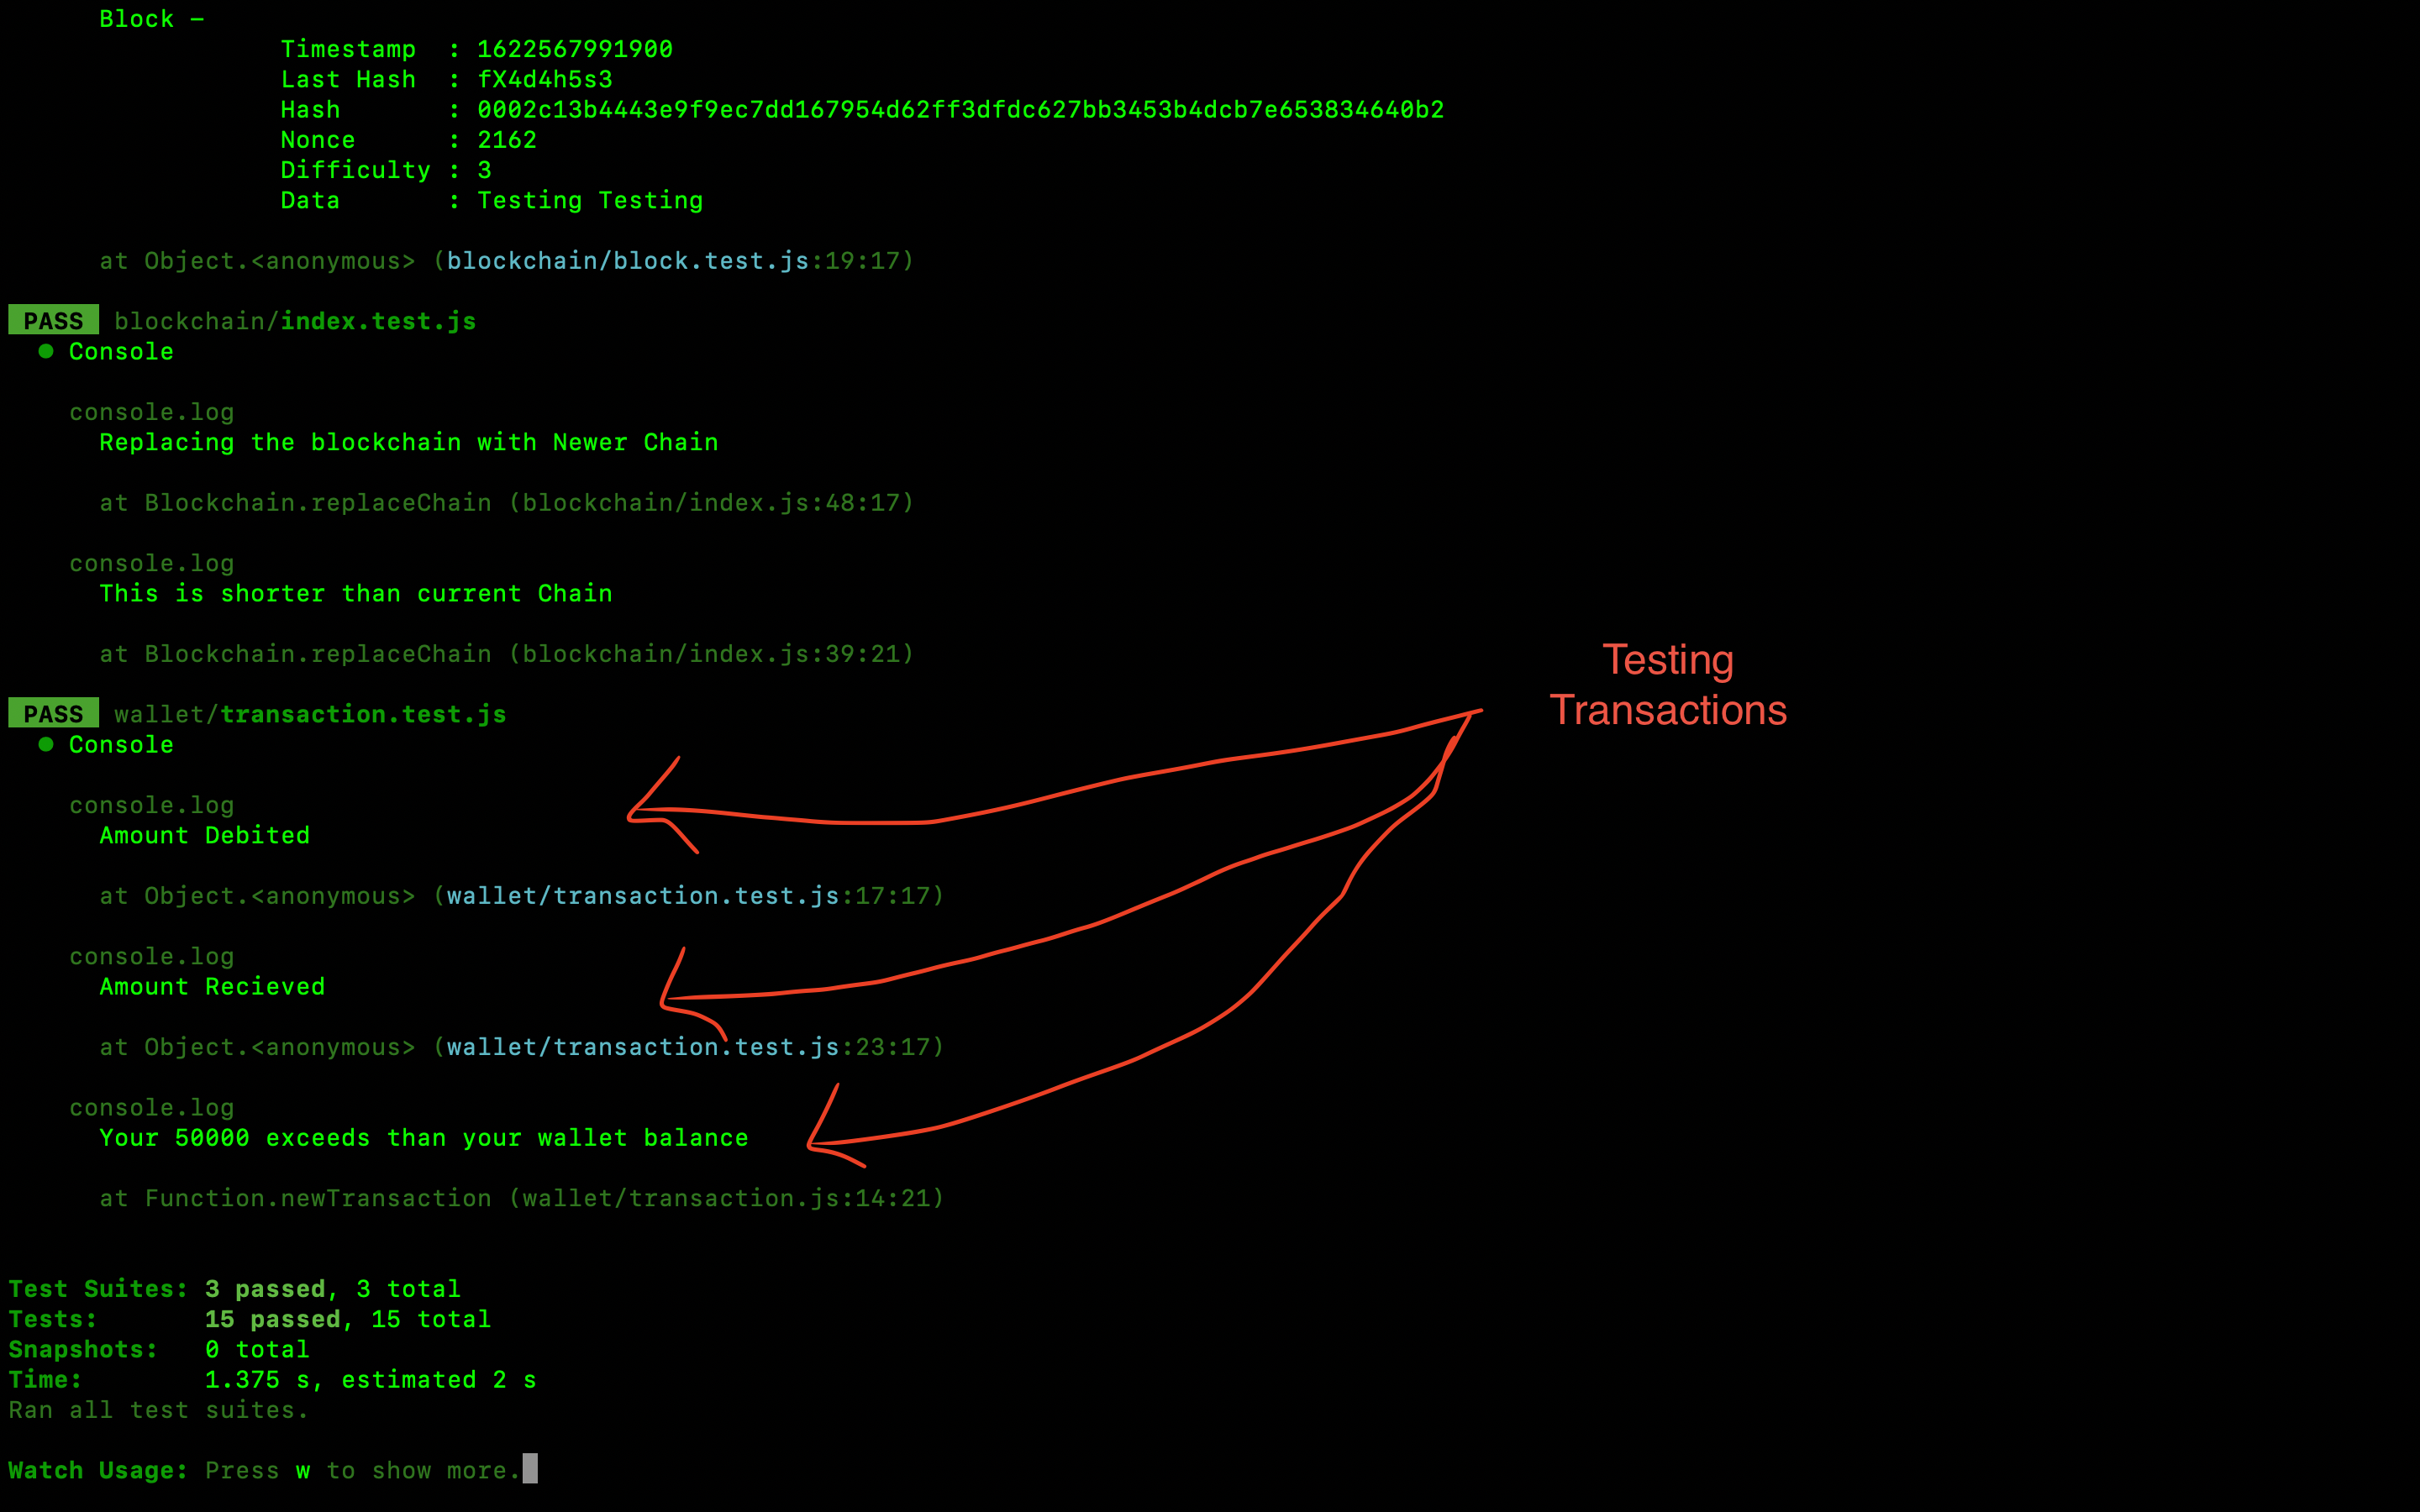 Block –
Timestamp : 1622567991900
Last Hash : fX4d4h5s3
Hash : 0002c13b4443e9f9ec7dd167954d62ff3dfdc627bb3453b4dcb7e653834640b2
Nonce : 2162
Difficulty : 3
Data : Testing Testing
at Object.<anonymous> (blockchain/block.test.js:19:17)
PASS blockchain/index.test.js
● Console
console.log
Replacing the blockchain with Newer Chain
at Blockchain.replaceChain (blockchain/index.js:48:17)
console.log
This is shorter than current Chain
at Blockchain.replaceChain (blockchain/index.js:39:21)
Testing
Transactions
PASS wallet/transaction.test.js
● Console
console.log
Amount Debited
at Object.<anonymous> (wallet/transaction.test.js:17:17)
console.log
Amount Recieved
at Object.<anonymous> (wallet/transaction.test.js:23:17)
console.log
Your 50000 exceeds than your wallet balance
at Function.newTransaction (wallet/transaction.js:14:21)
Test Suites: 3 passed, 3 total
Tests: 15 passed, 15 total
Snapshots: 0 total
Time: 1.375 s, estimated 2 s
Ran all test suites.
Watch Usage: Press w to show more.